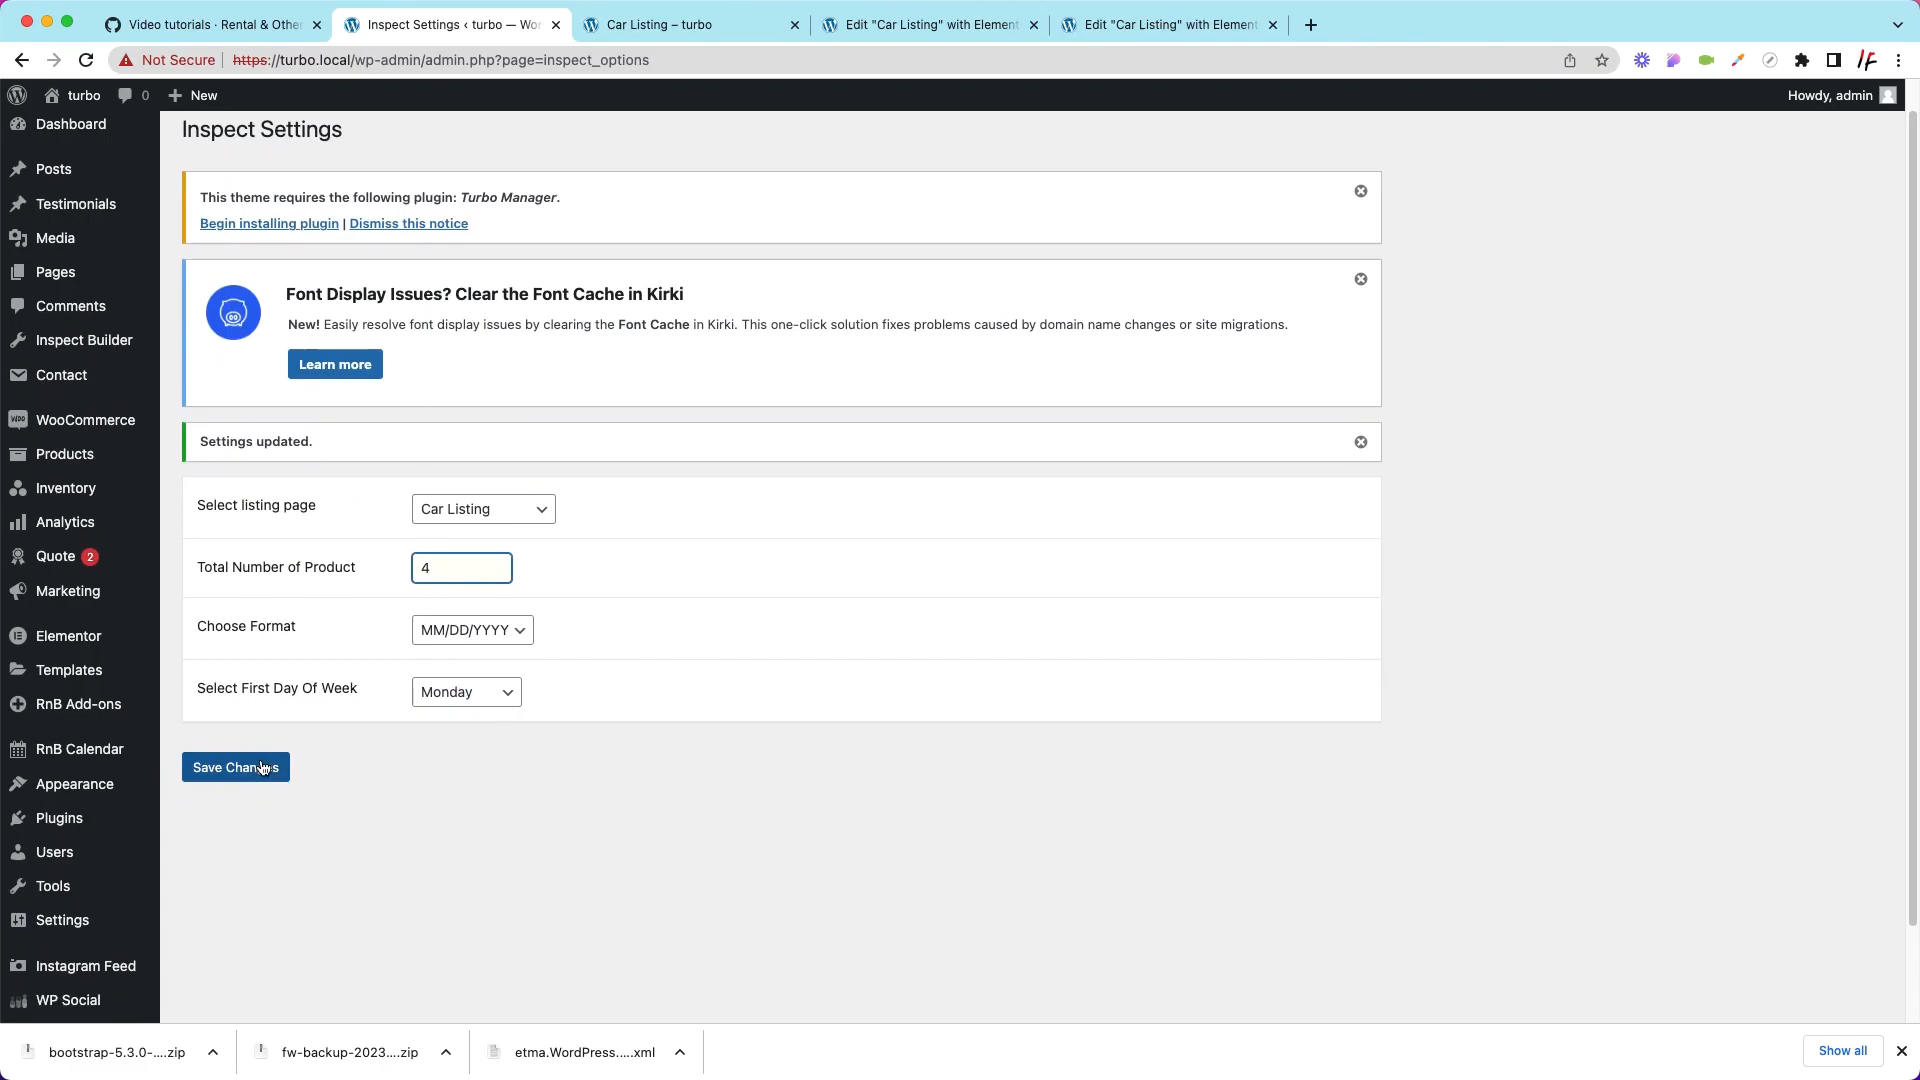 Video tutorials · Rental & Other
Inspect Settings ‹ turbo — Wor
Car Listing – turbo
Edit "Car Listing" with Element
Edit "Car Listing" with Element
Not Secure
https://turbo.local/wp-admin/admin.php?page=inspect_options
turbo
0
New
Howdy, admin
Dashboard
Posts
Testimonials
Media
Pages
Comments
Inspect Builder
Contact
WooCommerce
Products
Inventory
Analytics
Quote 2
Marketing
Elementor
Templates
RnB Add-ons
RnB Calendar
Appearance
Plugins
Users
Tools
Settings
Instagram Feed
WP Social
Inspect Settings
This theme requires the following plugin: Turbo Manager.
Begin installing plugin | Dismiss this notice
Font Display Issues? Clear the Font Cache in Kirki
New! Easily resolve font display issues by clearing the Font Cache in Kirki. This one-click solution fixes problems caused by domain name changes or site migrations.
Learn more
Settings updated.
Select listing page
Car Listing
Total Number of Product
4
Choose Format
MM/DD/YYYY
Select First Day Of Week
Monday
Save Changes
bootstrap-5.3.0-....zip
fw-backup-2023....zip
etma.WordPress.....xml
Show all